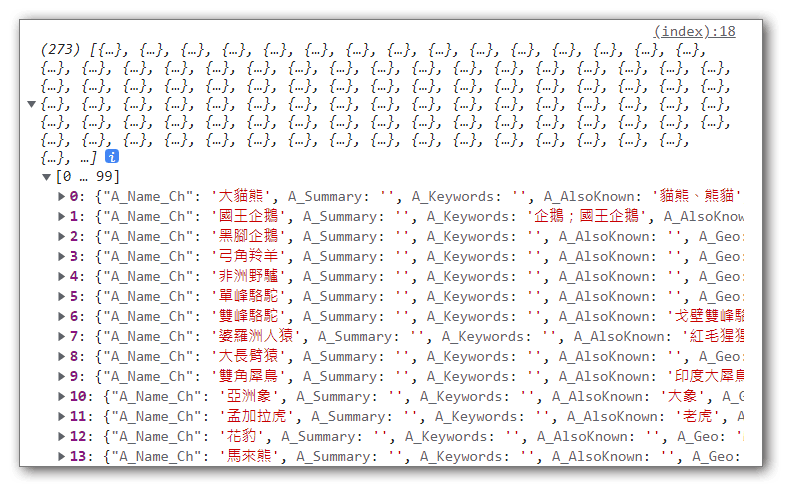 (index):18
(273) [{…}, {…}, {…}, {…}, {…}, {…}, {…}, {…}, {…}, {…}, {…}, {…}, {…}, {…}, {…},
{…}, {…}, {…}, {…}, {…}, {…}, {…}, {…}, {…}, {…}, {…}, {…}, {…}, {…}, {…}, {…}, {…},
{…}, {…}, {…}, {…}, {…}, {…}, {…}, {…}, {…}, {…}, {…}, {…}, {…}, {…}, {…}, {…}, {…},
{…}, {…}, {…}, {…}, {…}, {…}, {…}, {…}, {…}, {…}, {…}, {…}, {…}, {…}, {…}, {…}, {…},
{…}, {…}, {…}, {…}, {…}, {…}, {…}, {…}, {…}, {…}, {…}, {…}, {…}, {…}, {…}, {…}, {…},
{…}, {…}, {…}, {…}, {…}, {…}, {…}, {…}, {…}, {…}, {…}, {…}, {…}, {…}, {…}, {…},
{…}, …] i
[0 … 99]
0: {"A_Name_Ch": '大貓熊', A_Summary: '', A_Keywords: '', A_AlsoKnown: '貓熊、熊貓'
1: {"A_Name_Ch": '國王企鵝', A_Summary: '', A_Keywords: '企鵝；國王企鵝', A_AlsoKnow
2: {"A_Name_Ch": '黑腳企鵝', A_Summary: '', A_Keywords: '', A_AlsoKnown: '', A_Geo:
3: {"A_Name_Ch": '弓角羚羊', A_Summary: '', A_Keywords: '', A_AlsoKnown: '', A_Geo:
4: {"A_Name_Ch": '非洲野驢', A_Summary: '', A_Keywords: '', A_AlsoKnown: '', A_Geo:
5: {"A_Name_Ch": '單峰駱駝', A_Summary: '', A_Keywords: '', A_AlsoKnown: '', A_Geo:
6: {"A_Name_Ch": '雙峰駱駝', A_Summary: '', A_Keywords: '', A_AlsoKnown: '戈壁雙峰駱
7: {"A_Name_Ch": '婆羅洲人猿', A_Summary: '', A_Keywords: '', A_AlsoKnown: '紅毛猩猩
8: {"A_Name_Ch": '大長臂猿', A_Summary: '', A_Keywords: '', A_AlsoKnown: '', A_Geo:
9: {"A_Name_Ch": '雙角犀鳥', A_Summary: '', A_Keywords: '', A_AlsoKnown: '印度大犀鳥
10: {"A_Name_Ch": '亞洲象', A_Summary: '', A_Keywords: '', A_AlsoKnown: '大象', A_G
11: {"A_Name_Ch": '孟加拉虎', A_Summary: '', A_Keywords: '', A_AlsoKnown: '老虎',
12: {"A_Name_Ch": '花豹', A_Summary: '', A_Keywords: '', A_AlsoKnown: '', A_Geo: '
13: {"A_Name_Ch": '馬來熊', A_Summary: '', A_Keywords: '', A_AlsoKnown: '', A_Geo: